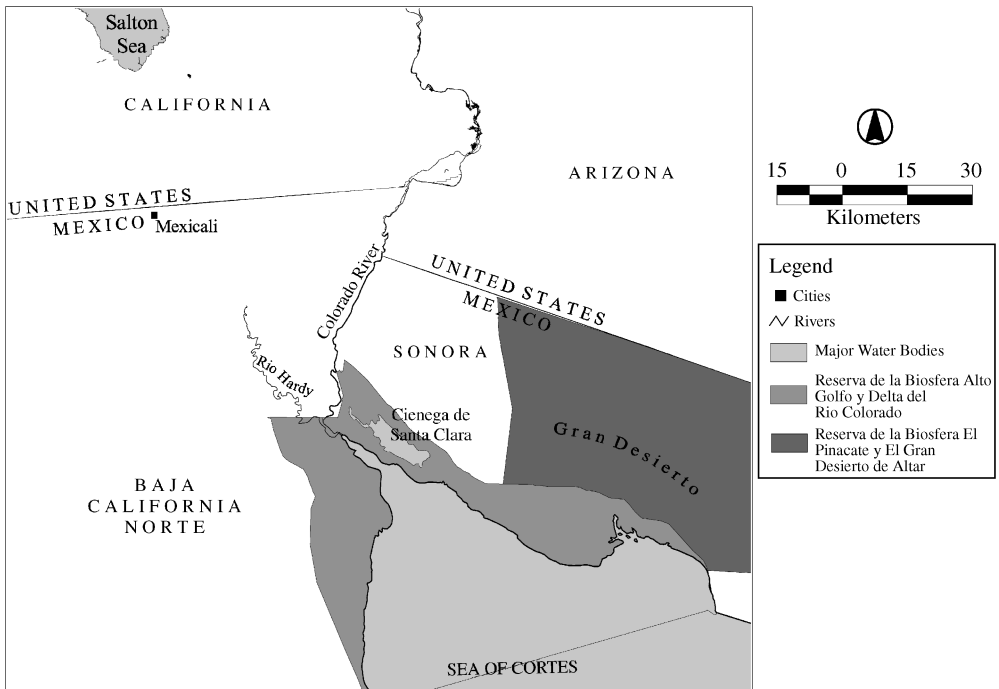 Salton
Sea
CALIFORNIA
ARIZONA
UNITED STATES
MEXICO
Mexicali
Colorado River
UNITED STATES
MEXICO
SONORA
Rio Hardy
Cienega de
Santa Clara
Gran Desierto
BAJA
CALIFORNIA
NORTE
SEA OF CORTES
15 0 15 30
Kilometers
Legend
Cities
Rivers
Major Water Bodies
Reserva de la Biosfera Alto
Golfo y Delta del
Rio Colorado
Reserva de la Biosfera El
Pinacate y El Gran
Desierto de Altar